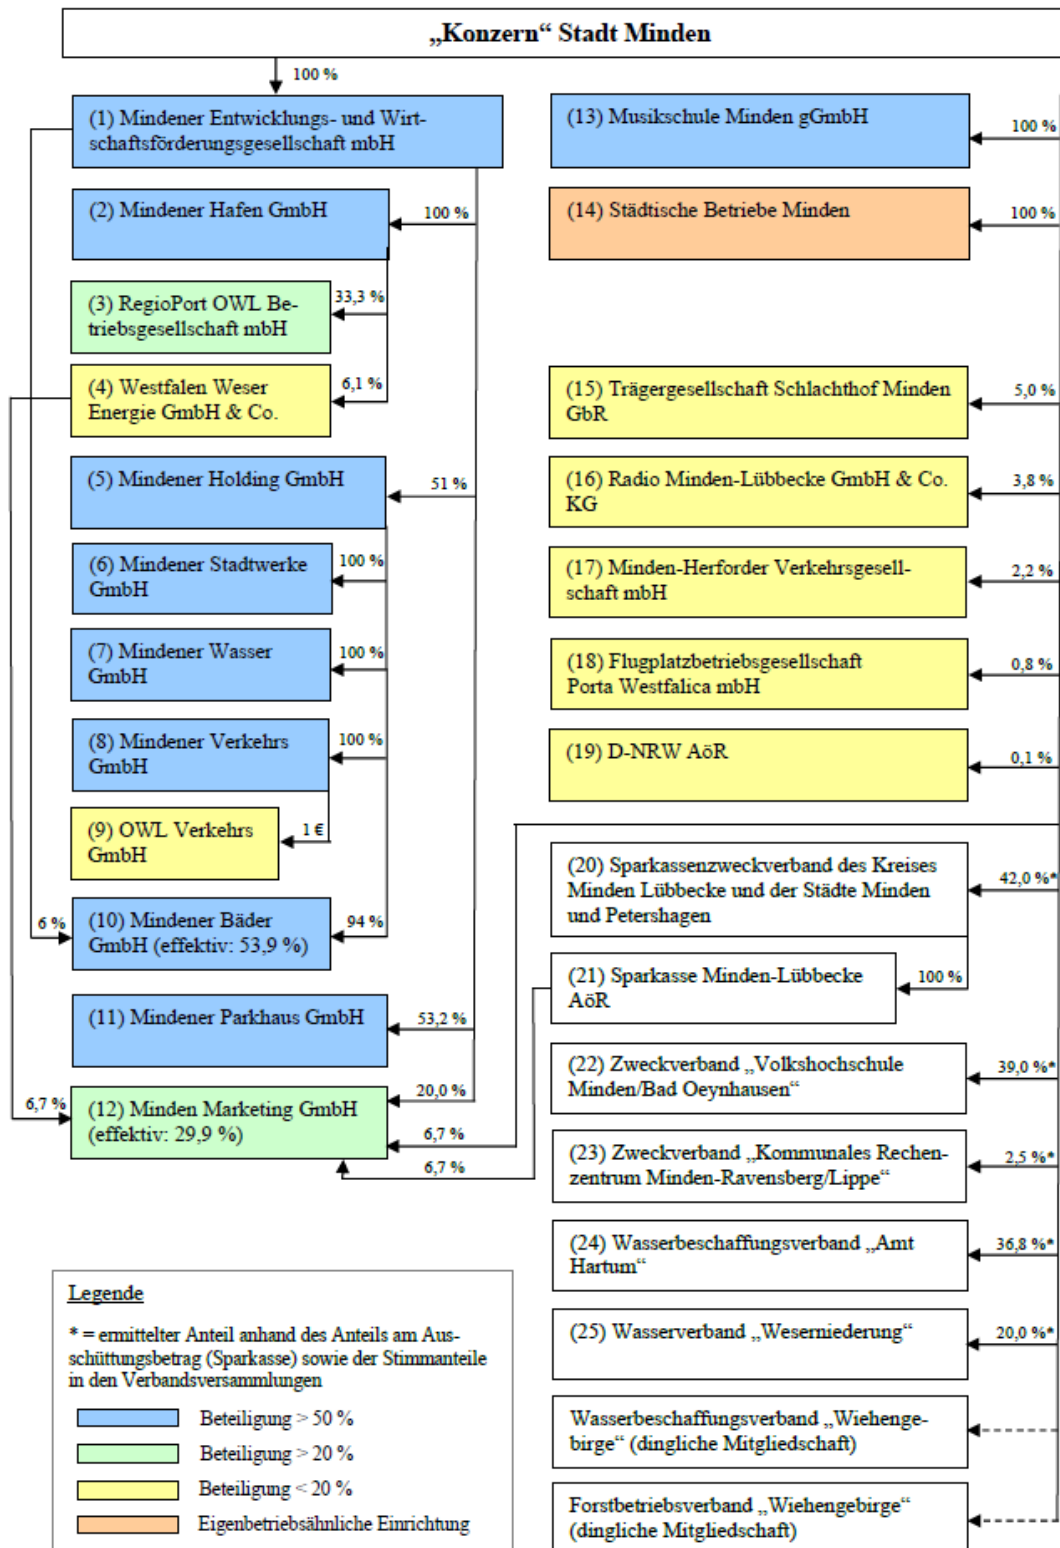 „Konzern“ Stadt Minden
100 %
(1) Mindener Entwicklungs- und Wirt-
schaftsförderungsgesellschaft mbH
(2) Mindener Hafen GmbH
100 %
(3) RegioPort OWL Be-
triebsgesellschaft mbH
33,3 %
(4) Westfalen Weser
Energie GmbH & Co.
6,1 %
(5) Mindener Holding GmbH
51 %
(6) Mindener Stadtwerke
GmbH
100 %
(7) Mindener Wasser
GmbH
100 %
(8) Mindener Verkehrs
GmbH
100 %
(9) OWL Verkehrs
GmbH
1 €
6 %
(10) Mindener Bäder
GmbH (effektiv: 53,9 %)
94 %
(11) Mindener Parkhaus GmbH
53,2 %
6,7 %
(12) Minden Marketing GmbH
(effektiv: 29,9 %)
20,0 %
6,7 %
6,7 %
(13) Musikschule Minden gGmbH
100 %
(14) Städtische Betriebe Minden
100 %
(15) Trägergesellschaft Schlachthof Minden
GbR
5,0 %
(16) Radio Minden-Lübbecke GmbH & Co.
KG
3,8 %
(17) Minden-Herforder Verkehrsgesell-
schaft mbH
2,2 %
(18) Flugplatzbetriebsgesellschaft
Porta Westfalica mbH
0,8 %
(19) D-NRW AöR
0,1 %
(20) Sparkassenzweckverband des Kreises
Minden Lübbecke und der Städte Minden
und Petershagen
42,0 %*
(21) Sparkasse Minden-Lübbecke
AöR
100 %
(22) Zweckverband „Volkshochschule
Minden/Bad Oeynhausen“
39,0 %*
(23) Zweckverband „Kommunales Rechen-
zentrum Minden-Ravensberg/Lippe“
2,5 %*
(24) Wasserbeschaffungsverband „Amt
Hartum“
36,8 %*
(25) Wasserverband „Weserniederung“
20,0 %*
Wasserbeschaffungsverband „Wiehenge-
birge“ (dingliche Mitgliedschaft)
Forstbetriebsverband „Wiehengebirge“
(dingliche Mitgliedschaft)
Legende
* = ermittelter Anteil anhand des Anteils am Aus-
schüttungsbetrag (Sparkasse) sowie der Stimmanteile
in den Verbandsversammlungen
Beteiligung > 50 %
Beteiligung > 20 %
Beteiligung < 20 %
Eigenbetriebsähnliche Einrichtung